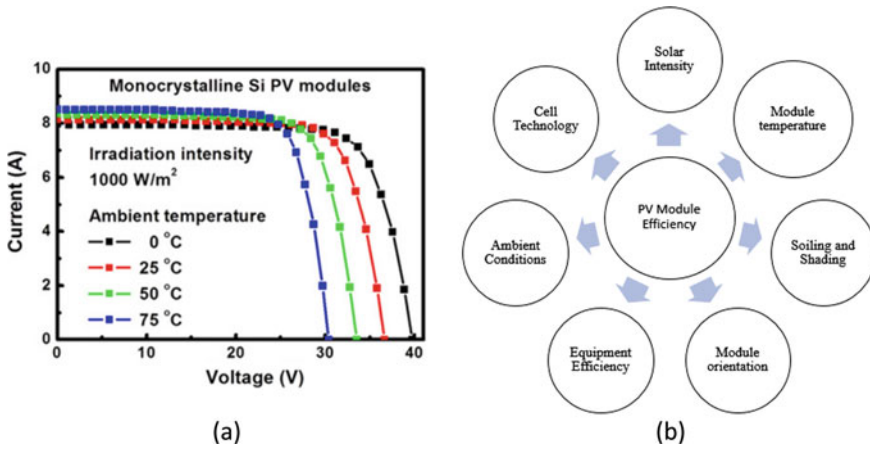 Monocrystalline Si PV modules
Irradiation intensity
1000 W/m²
Ambient temperature
0 °C
25 °C
50 °C
75 °C
Current (A)
10
8
6
4
2
0
0
10
20
30
40
Voltage (V)
(a)
Solar
Intensity
Cell
Technology
Module
temperature
PV Module
Efficiency
Ambient
Conditions
Soiling and
Shading
Equipment
Efficiency
Module
orientation
(b)